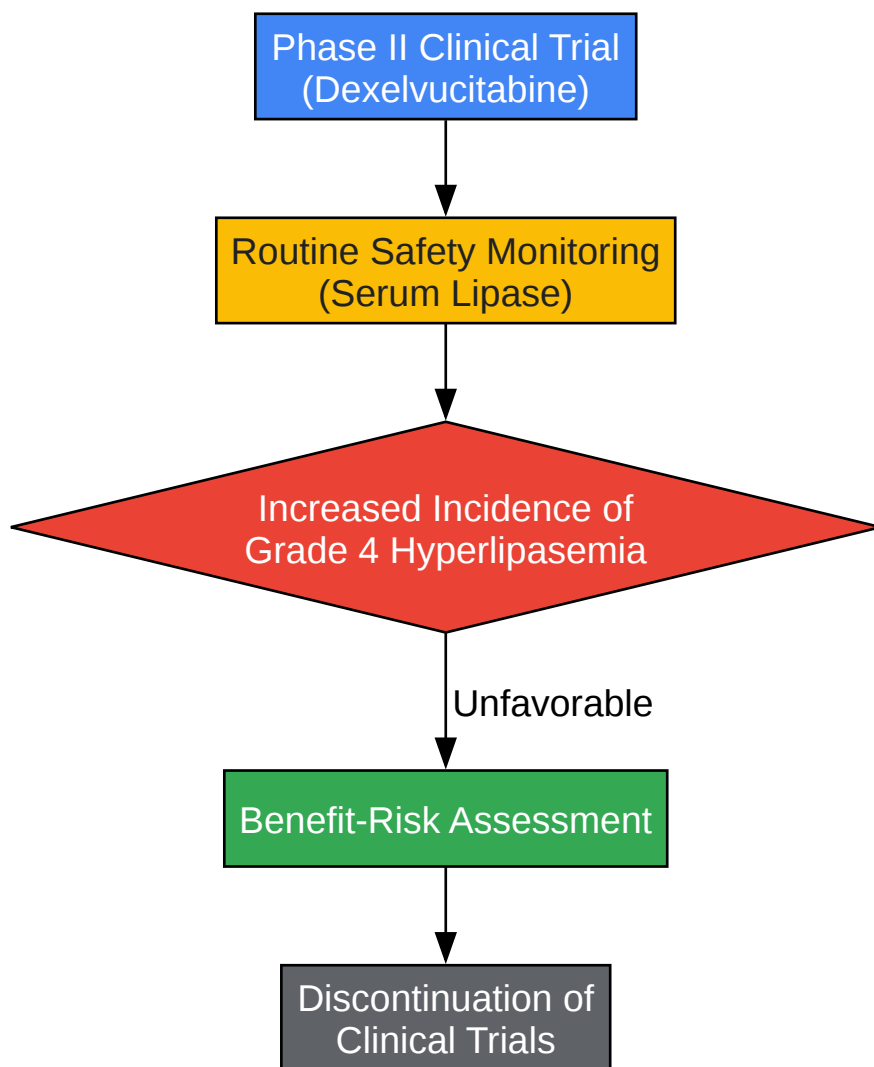 Phase II Clinical Trial
(Dexelvucitabine)
Routine Safety Monitoring
(Serum Lipase)
Increased Incidence of
Grade 4 Hyperlipasemia
Unfavorable
Benefit-Risk Assessment
Discontinuation of
Clinical Trials